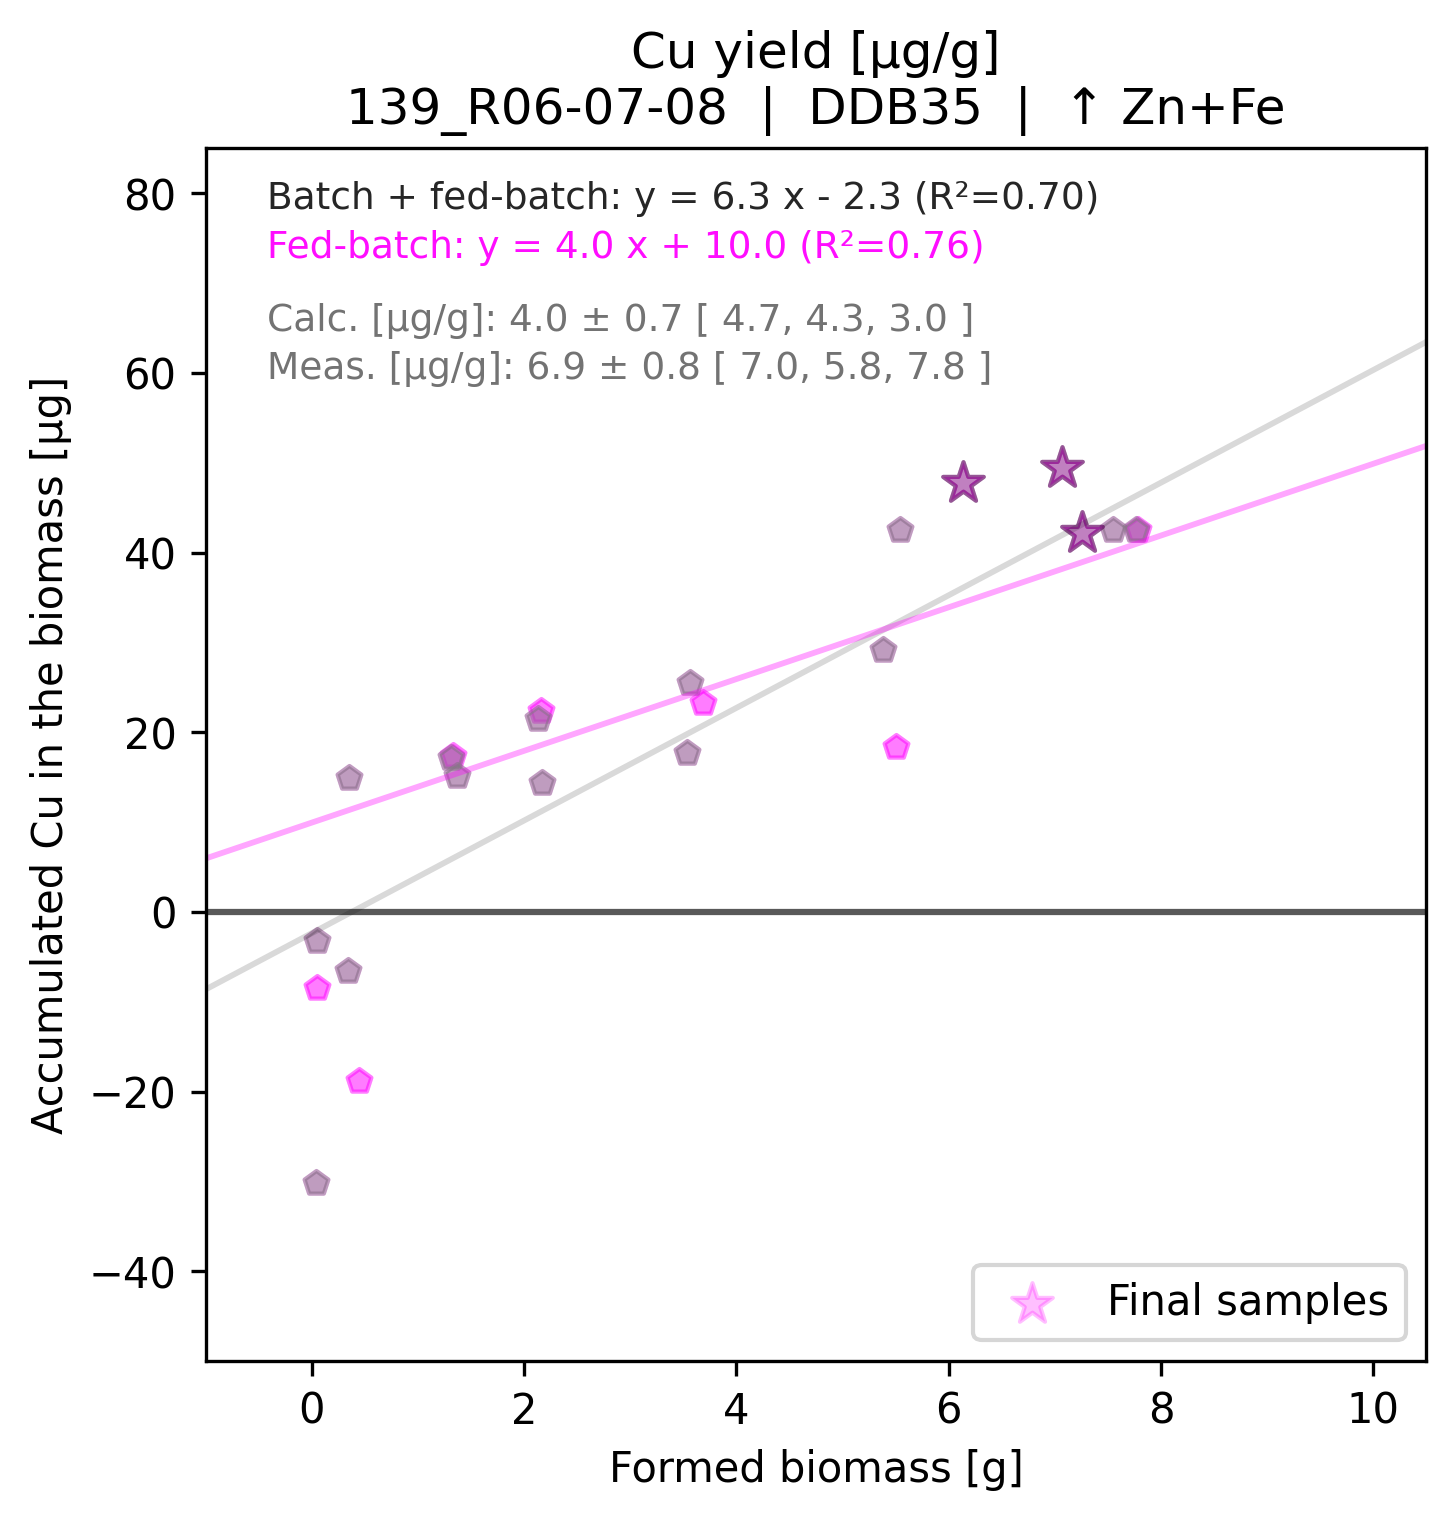 Cu yield [µg/g]
139_R06-07-08 | DDB35 | ↑ Zn+Fe
Batch + fed-batch: y = 6.3 x - 2.3 (R²=0.70)
Fed-batch: y = 4.0 x + 10.0 (R²=0.76)
Calc. [µg/g]: 4.0 ± 0.7 [ 4.7, 4.3, 3.0 ]
Meas. [µg/g]: 6.9 ± 0.8 [ 7.0, 5.8, 7.8 ]
Accumulated Cu in the biomass [µg]
80
60
40
20
0
−20
−40
Final samples
0 2 4 6 8 10
Formed biomass [g]